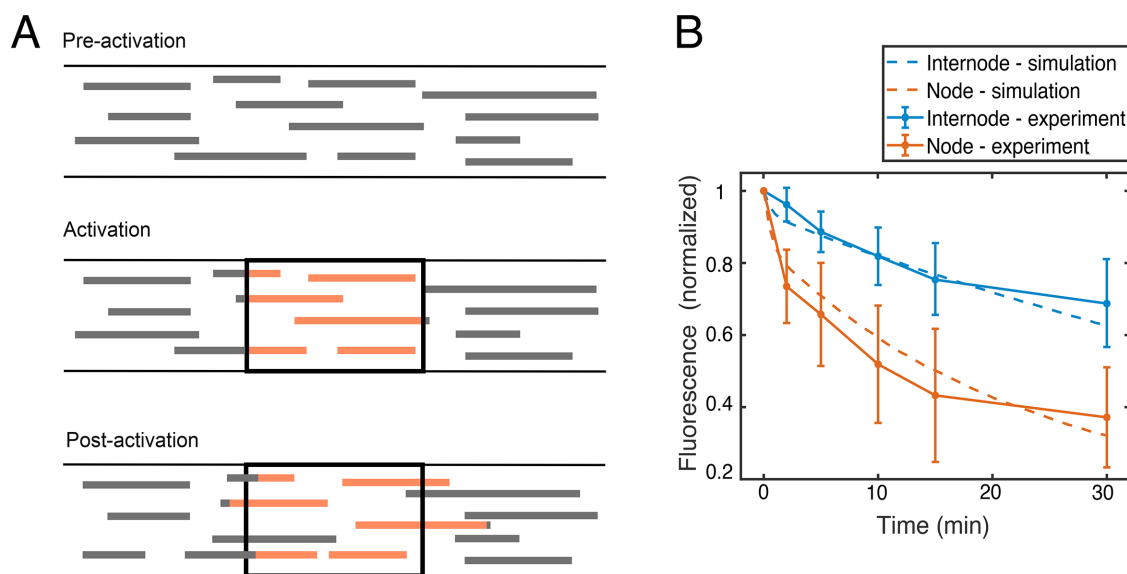 A
Pre-activation
Activation
Post-activation
B
Internode - simulation
Node - simulation
Internode - experiment
Node - experiment
Fluorescence (normalized)
1
0.8
0.6
0.4
0.2
0 10 20 30
Time (min)